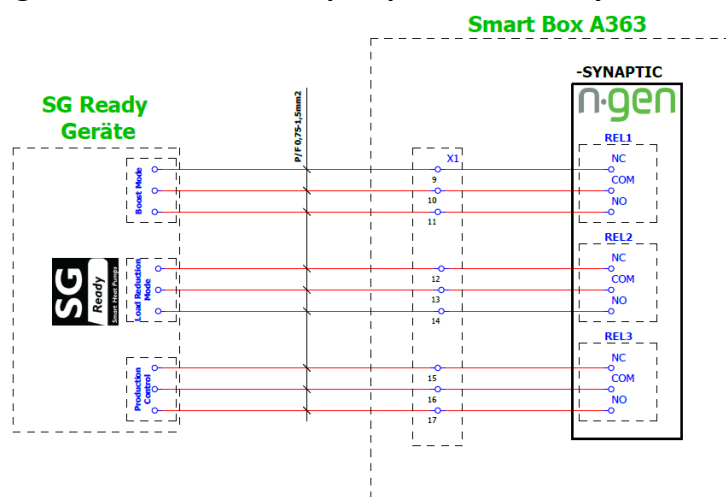 Smart Box A363
-SYNAPTIC
n·gen
SG Ready
Geräte
P/F 0,75-1,5mm2
REL1
NC
COM
NO
X1
9
10
11
Boost Mode
REL2
NC
COM
NO
12
13
14
Load Reduction
Mode
SG
Ready
Smart Heat Pumps
REL3
NC
COM
NO
15
16
17
Production
Control